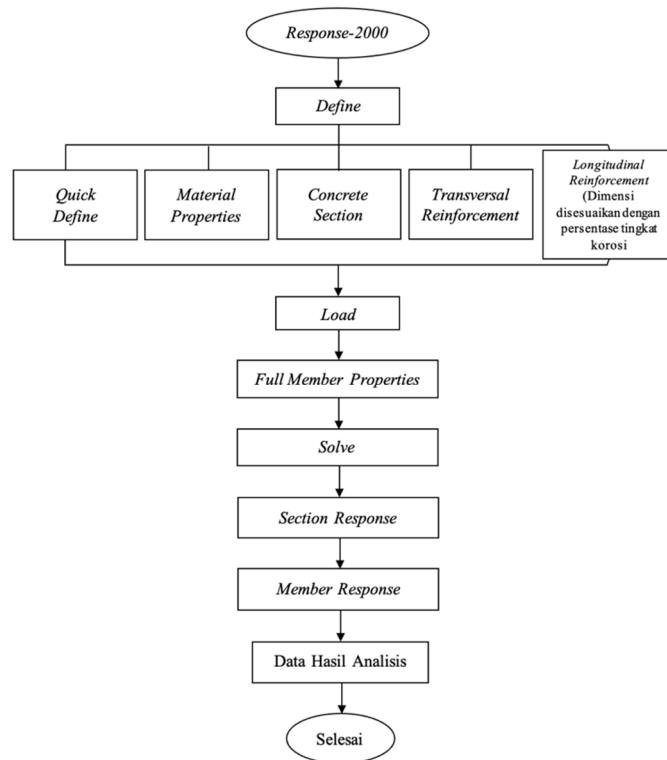 Response-2000
Define
Quick
Define
Material
Properties
Concrete
Section
Transversal
Reinforcement
Longitudinal
Reinforcement
(Dimensi
disesuaikan dengan
persentase tingkat
korosi
Load
Full Member Properties
Solve
Section Response
Member Response
Data Hasil Analisis
Selesai